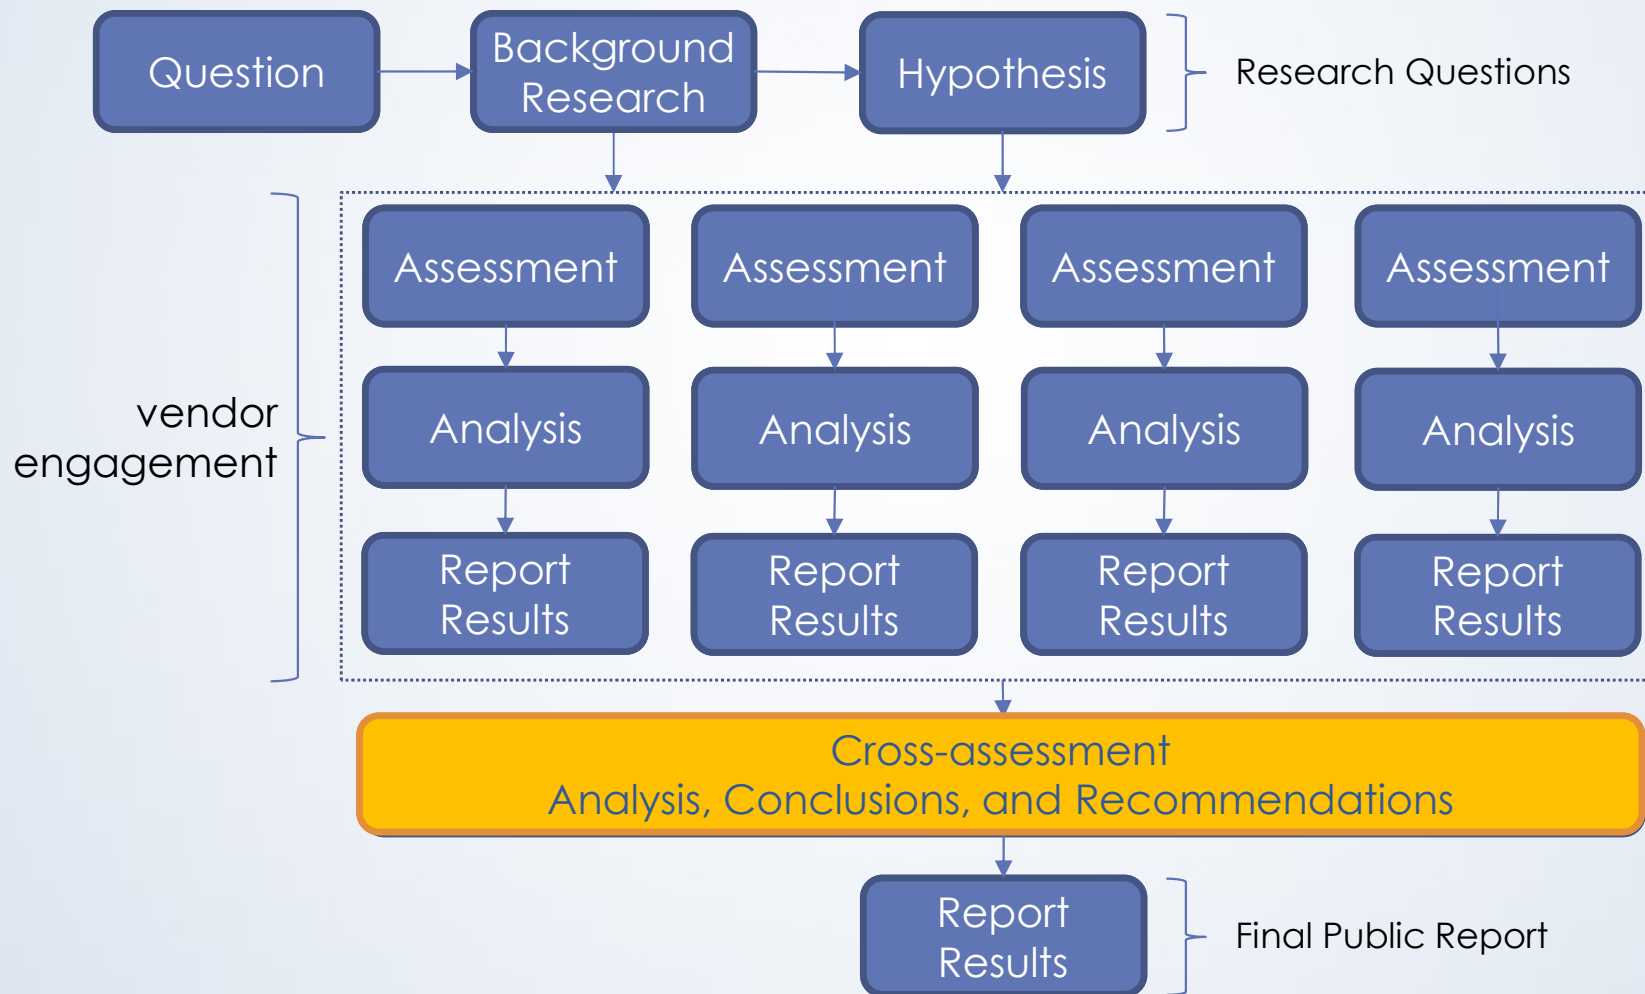 Question
Background
Research
Hypothesis
Research Questions
vendor
engagement
Assessment
Assessment
Assessment
Assessment
Analysis
Analysis
Analysis
Analysis
Report
Results
Report
Results
Report
Results
Report
Results
Cross-assessment
Analysis, Conclusions, and Recommendations
Report
Results
Final Public Report